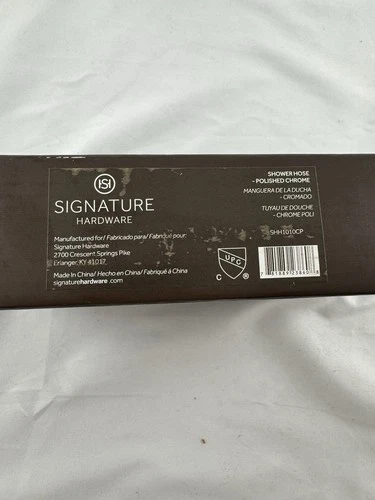 SH
SIGNATURE
HARDWARE
Manufactured for/ Fabricado para/ Fabriqué pour:
Signature Hardware
2700 Crescent Springs Pike
Erlanger, KY 41017
Made In China/ Hecho en China/ Fabriqué à China
signaturehardware.com
SHOWER HOSE
- POLISHED CHROME
MANGUERA DE LA DUCHA
- CROMADO
TUYAU DE DOUCHE
- CHROME POLI
SHH1010CP
UPC
C ®